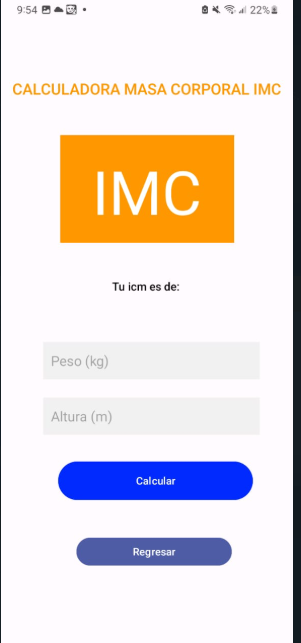 9:54
22%
CALCULADORA MASA CORPORAL IMC
IMC
Tu icm es de:
Peso (kg)
Altura (m)
Calcular
Regresar